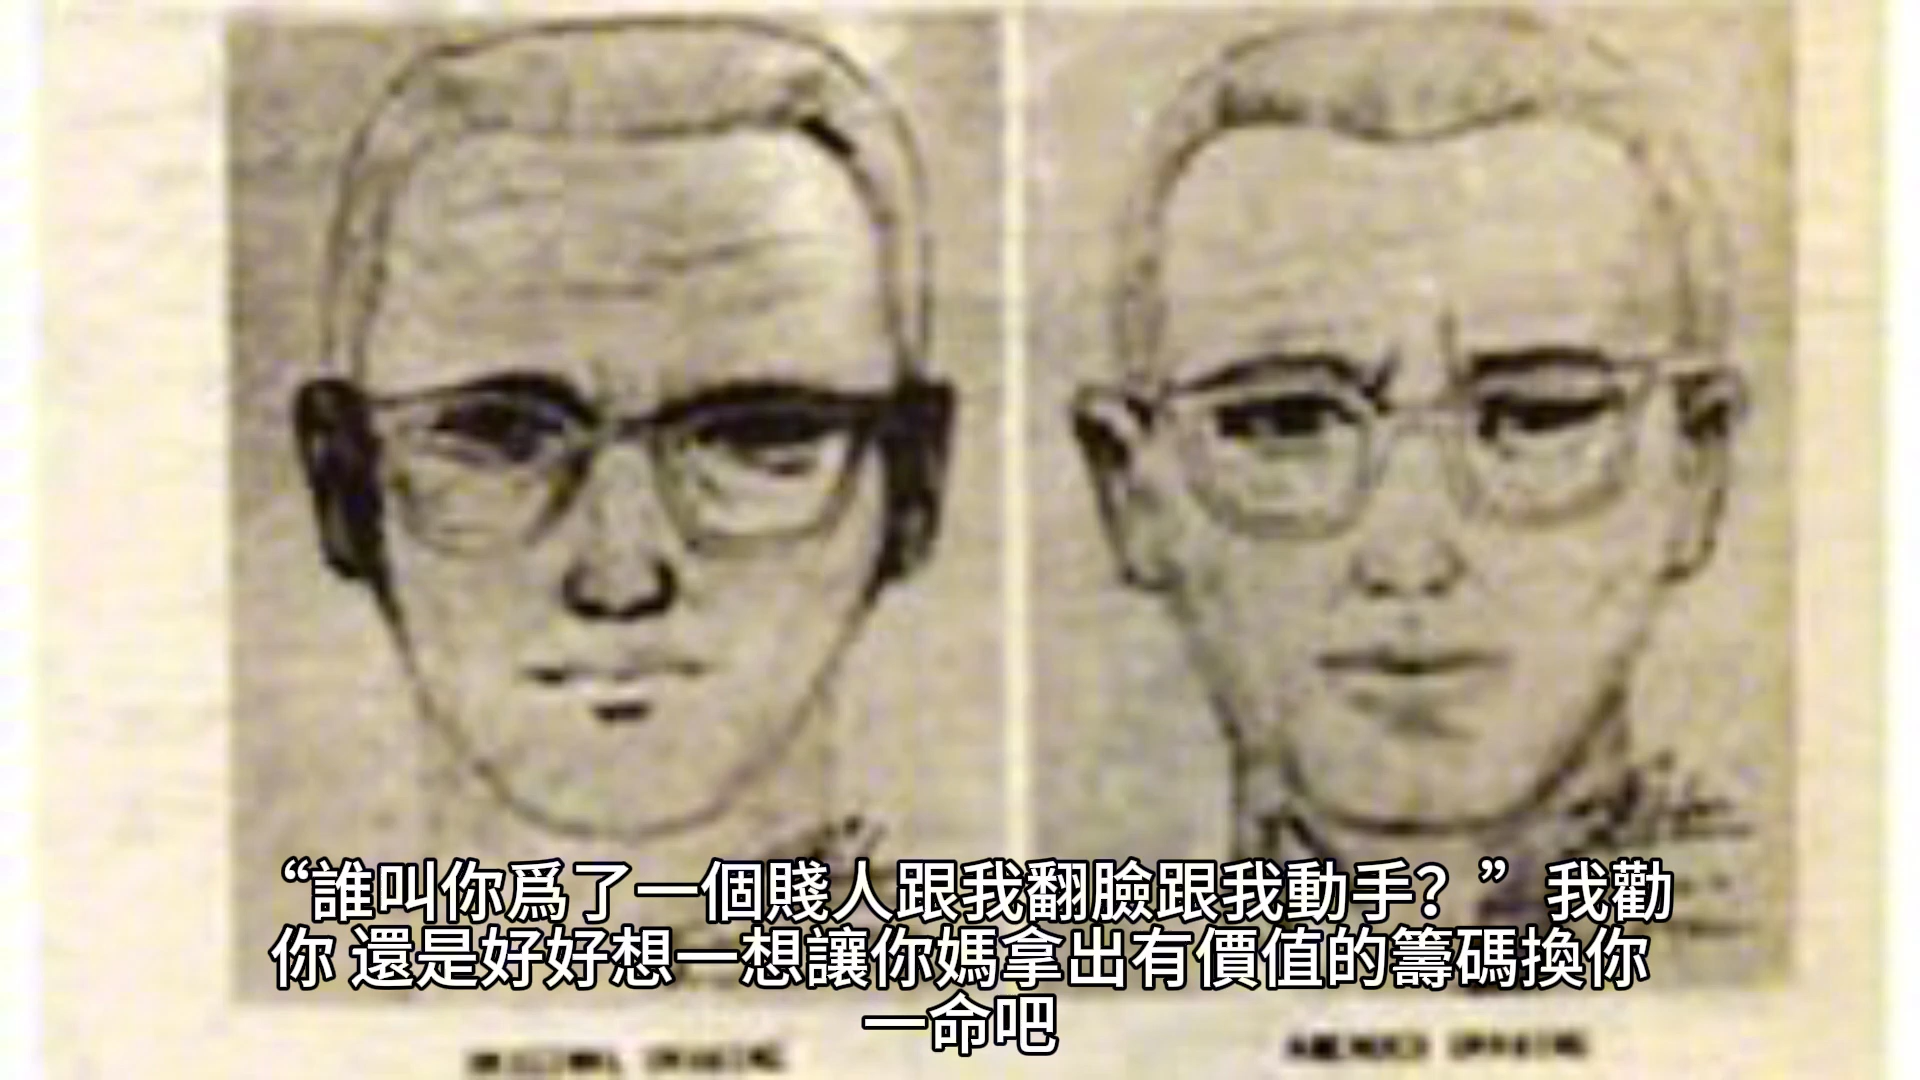 “誰叫你爲了一個賤人跟我翻臉跟我動手？”我勸
你 還是好好想一想讓你媽拿出有價值的籌碼換你
一命吧